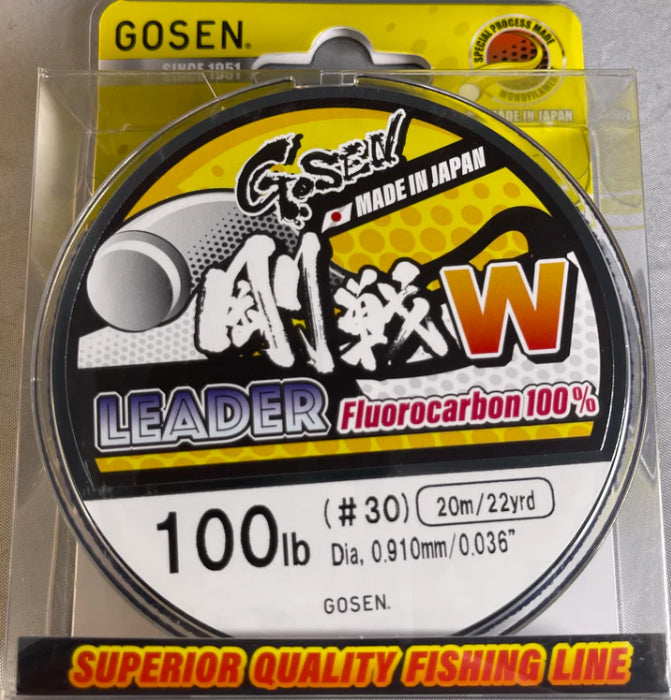 GOSEN®
SINCE 1951
SPECIAL PROCESS MADE
MONOFILAMENT
MADE IN JAPAN
GOSEN
MADE IN JAPAN
剛戦W
LEADER
Fluorocarbon 100%
100lb
(#30)
20m/22yrd
Dia, 0.910mm/0.036"
GOSEN.
SUPERIOR QUALITY FISHING LINE